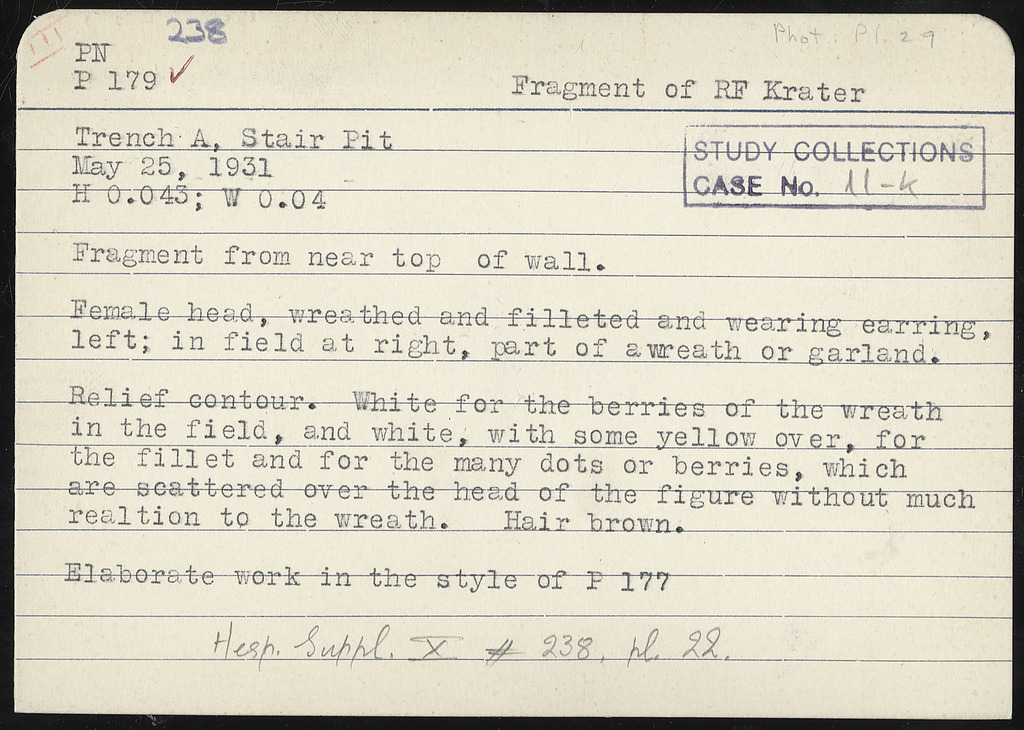 III
238
Phot. Pl. 29
PN
P 179 ✓
Fragment of RF Krater
Trench A, Stair Pit
May 25, 1931
H 0.043; W 0.04
STUDY COLLECTIONS
CASE No. 11-k
Fragment from near top of wall.
Female head, wreathed and filleted and wearing earring,
left; in field at right, part of a wreath or garland.
Relief contour. White for the berries of the wreath
in the field, and white, with some yellow over, for
the fillet and for the many dots or berries, which
are scattered over the head of the figure without much
realtion to the wreath. Hair brown.
Elaborate work in the style of P 177
Hesp. Suppl. X # 238, pl. 22.